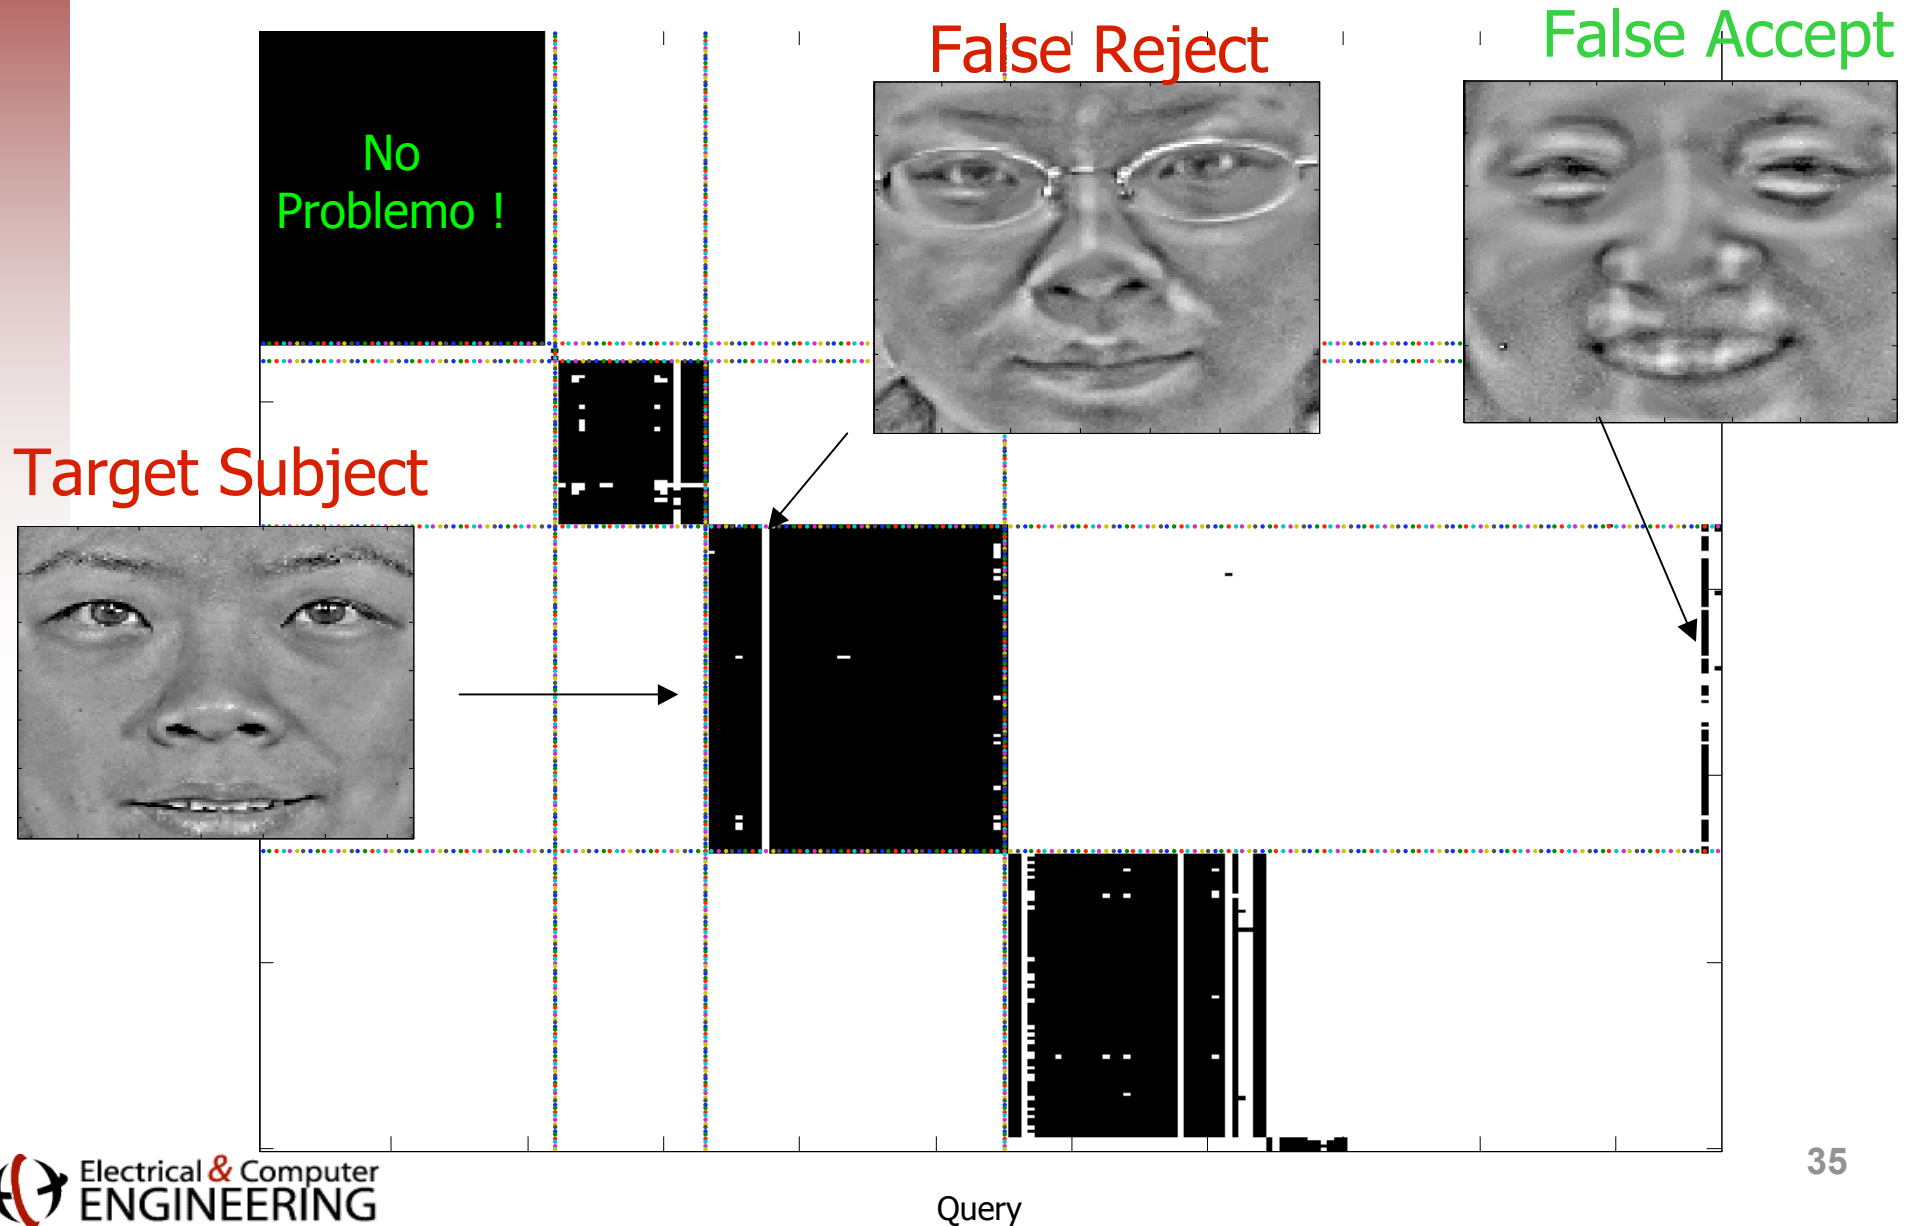 False Reject
False Accept
No
Problemo !
Target Subject
Electrical & Computer
ENGINEERING
Query
35